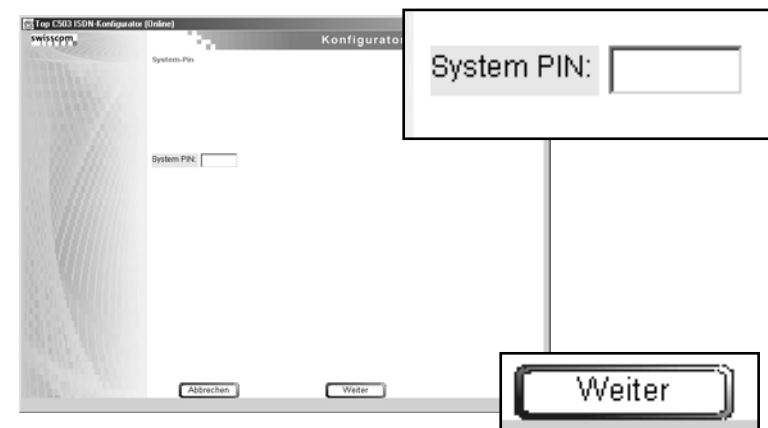 Top C503 ISDN-Konfigurator (Online)
swisscom
Konfigurator
System-Pin
System PIN:
System PIN:
Abbrechen
Weiter
Weiter